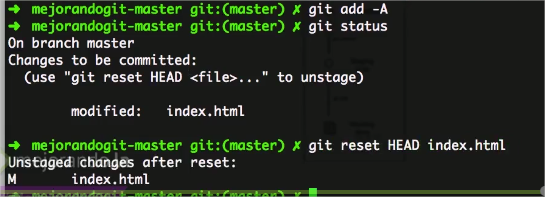 ➜ mejorandogit-master git:(master) ✗ git add -A
➜ mejorandogit-master git:(master) ✗ git status
On branch master
Changes to be committed:
  (use "git reset HEAD <file>..." to unstage)
        modified:   index.html
➜ mejorandogit-master git:(master) ✗ git reset HEAD index.html
Unstaged changes after reset:
M       index.html
➜ mejorandogit-master git:(master) ✗